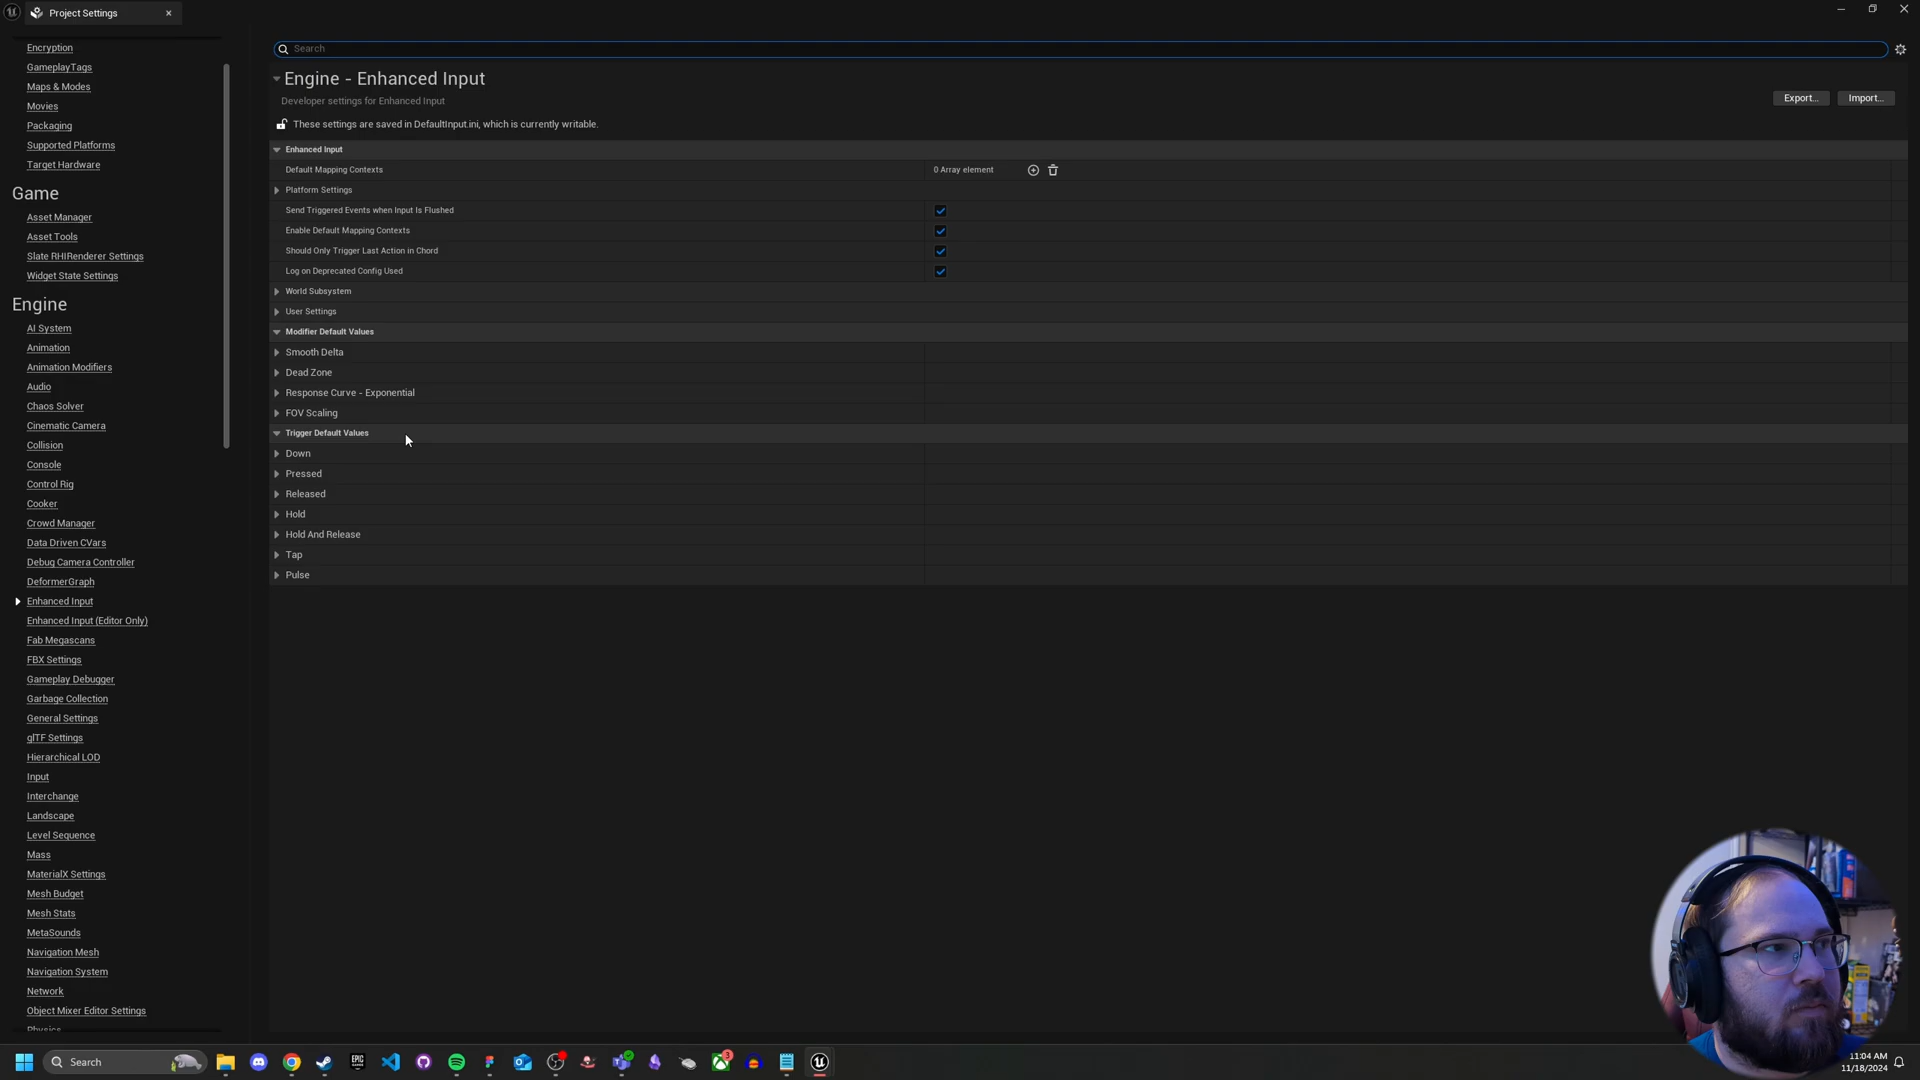 Project Settings
Encryption
GameplayTags
Maps & Modes
Movies
Packaging
Supported Platforms
Target Hardware
Game
Asset Manager
Asset Tools
Slate RHIRenderer Settings
Widget State Settings
Engine
AI System
Animation
Animation Modifiers
Audio
Chaos Solver
Cinematic Camera
Collision
Console
Control Rig
Cooker
Crowd Manager
Data Driven CVars
Debug Camera Controller
DeformerGraph
Enhanced Input
Enhanced Input (Editor Only)
Fab Megascans
FBX Settings
Gameplay Debugger
Garbage Collection
General Settings
glTF Settings
Hierarchical LOD
Input
Interchange
Landscape
Level Sequence
Mass
MaterialX Settings
Mesh Budget
Mesh Stats
MetaSounds
Navigation Mesh
Navigation System
Network
Object Mixer Editor Settings
Physics
Search
Engine - Enhanced Input
Developer settings for Enhanced Input
Export...
Import...
These settings are saved in DefaultInput.ini, which is currently writable.
Enhanced Input
Default Mapping Contexts
0 Array element
Platform Settings
Send Triggered Events when Input Is Flushed
Enable Default Mapping Contexts
Should Only Trigger Last Action in Chord
Log on Deprecated Config Used
World Subsystem
User Settings
Modifier Default Values
Smooth Delta
Dead Zone
Response Curve - Exponential
FOV Scaling
Trigger Default Values
Down
Pressed
Released
Hold
Hold And Release
Tap
Pulse
Search
EPIC
3
11:04 AM
11/18/2024